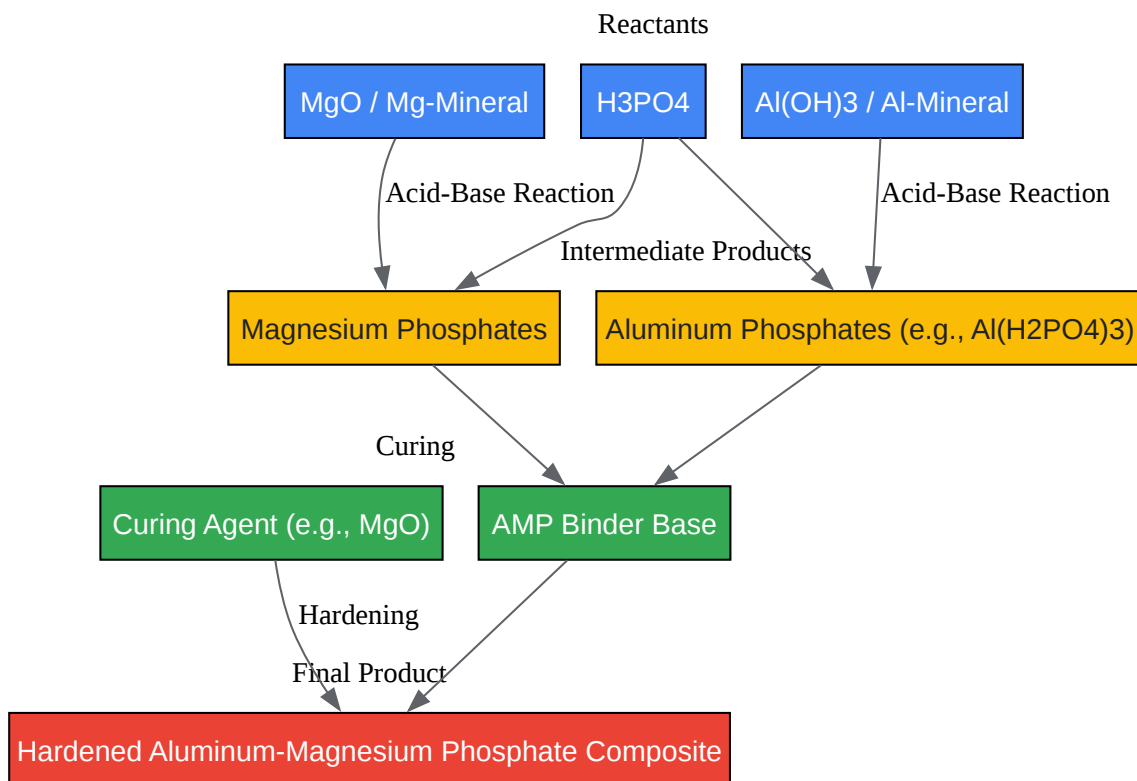 Reactants
MgO / Mg-Mineral
H3PO4
Al(OH)3 / Al-Mineral
Acid-Base Reaction
Acid-Base Reaction
Intermediate Products
Magnesium Phosphates
Aluminum Phosphates (e.g., Al(H2PO4)3)
Curing
Curing Agent (e.g., MgO)
AMP Binder Base
Hardening
Final Product
Hardened Aluminum-Magnesium Phosphate Composite